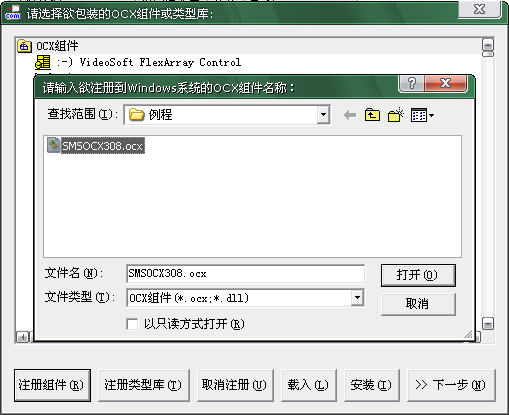 请选择欲包装的OCX组件或类型库:
OCX组件
:-) VideoSoft FlexArray Control
请输入欲注册到Windows系统的OCX组件名称:
查找范围(I): 例程
SMSOCX308.ocx
文件名(N): SMSOCX308.ocx 打开(O)
文件类型(T): OCX组件(*.ocx;*.dll) 取消
以只读方式打开(R)
注册组件(R) 注册类型库(T) 取消注册(U) 载入(L) 安装(I) >> 下一步(N)